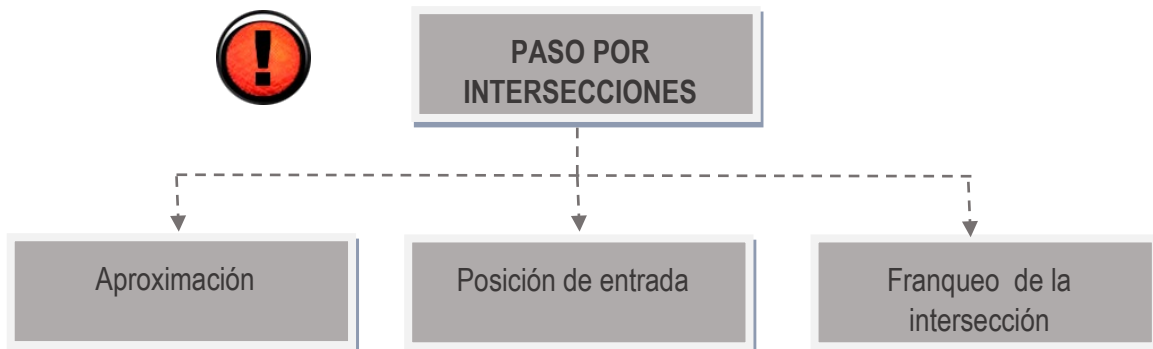 PASO POR
INTERSECCIONES
Aproximación
Posición de entrada
Franqueo de la
intersección